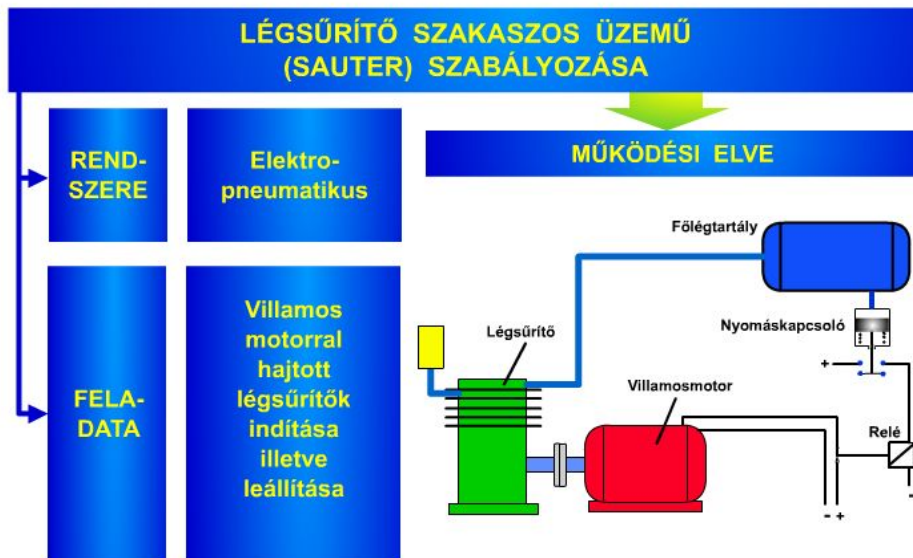 LÉGSŰRÍTŐ SZAKASZOS ÜZEMŰ
(SAUTER) SZABÁLYOZÁSA
REND-
SZERE
Elektro-
pneumatikus
MŰKÖDÉSI ELVE
FELA-
DATA
Villamos
motorral
hajtott
légsűrítők
indítása
illetve
leállítása
Főlégtartály
Nyomáskapcsoló
Légsűrítő
+
Villamosmotor
Relé
- +
-